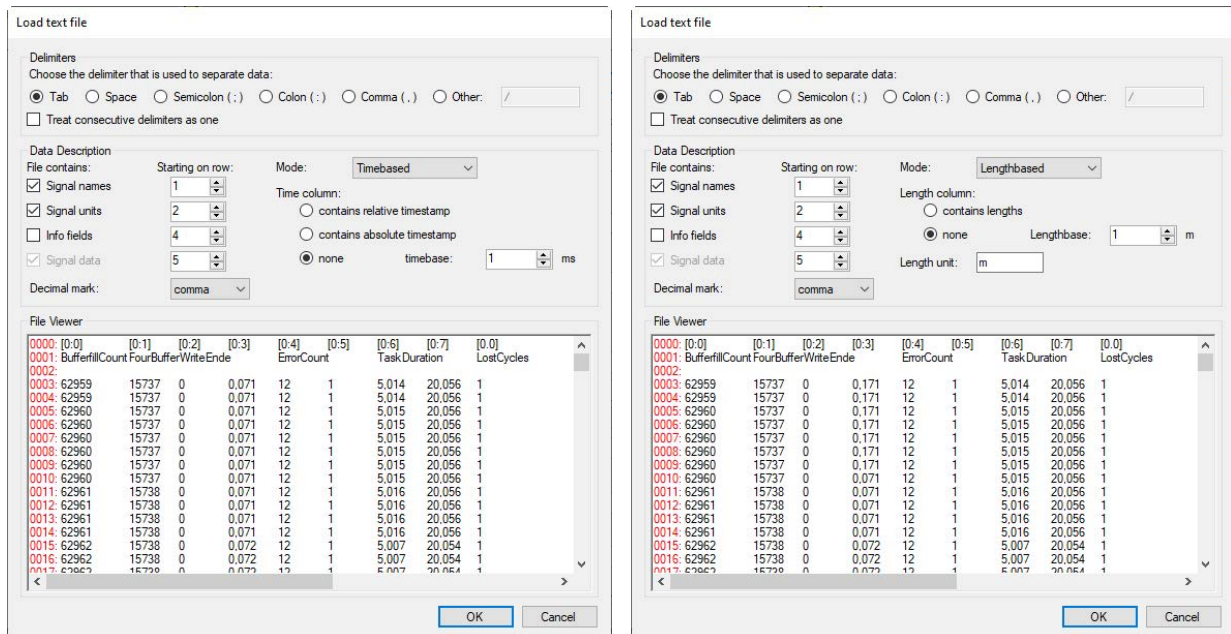 Load text file
Delimiters
Choose the delimiter that is used to separate data:
Tab Space Semicolon ( ; ) Colon ( : ) Comma ( , ) Other: /
Treat consecutive delimiters as one
Data Description
File contains: Starting on row: Mode: Timebased
Signal names 1
Time column:
Signal units 2 contains relative timestamp
Info fields 4 contains absolute timestamp
Signal data 5 none timebase: 1 ms
Decimal mark: comma
File Viewer
0000: [0:0] [0:1] [0:2] [0:3] [0:4] [0:5] [0:6] [0:7] [0.0]
0001: BufferfillCount FourBufferWriteEnde ErrorCount TaskDuration LostCycles
0002:
0003: 62959 15737 0 0,071 12 1 5,014 20,056 1
0004: 62959 15737 0 0,071 12 1 5,014 20,056 1
0005: 62960 15737 0 0,071 12 1 5,015 20,056 1
0006: 62960 15737 0 0,071 12 1 5,015 20,056 1
0007: 62960 15737 0 0,071 12 1 5,015 20,056 1
0008: 62960 15737 0 0,071 12 1 5,015 20,056 1
0009: 62960 15737 0 0,071 12 1 5,015 20,056 1
0010: 62960 15737 0 0,071 12 1 5,015 20,056 1
0011: 62961 15738 0 0,071 12 1 5,016 20,056 1
0012: 62961 15738 0 0,071 12 1 5,016 20,056 1
0013: 62961 15738 0 0,071 12 1 5,016 20,056 1
0014: 62961 15738 0 0,071 12 1 5,016 20,056 1
0015: 62962 15738 0 0,072 12 1 5,007 20,054 1
0016: 62962 15738 0 0,072 12 1 5,007 20,054 1
0017: 62962 15738 0 0,072 12 1 5,007 20,054 1
OK Cancel
Load text file
Delimiters
Choose the delimiter that is used to separate data:
Tab Space Semicolon ( ; ) Colon ( : ) Comma ( , ) Other: /
Treat consecutive delimiters as one
Data Description
File contains: Starting on row: Mode: Lengthbased
Signal names 1
Length column:
Signal units 2 contains lengths
Info fields 4 none Lengthbase: 1 m
Signal data 5 Length unit: m
Decimal mark: comma
File Viewer
0000: [0:0] [0:1] [0:2] [0:3] [0:4] [0:5] [0:6] [0:7] [0.0]
0001: BufferfillCount FourBufferWriteEnde ErrorCount TaskDuration LostCycles
0002:
0003: 62959 15737 0 0,171 12 1 5,014 20,056 1
0004: 62959 15737 0 0,171 12 1 5,014 20,056 1
0005: 62960 15737 0 0,171 12 1 5,015 20,056 1
0006: 62960 15737 0 0,171 12 1 5,015 20,056 1
0007: 62960 15737 0 0,171 12 1 5,015 20,056 1
0008: 62960 15737 0 0,171 12 1 5,015 20,056 1
0009: 62960 15737 0 0,171 12 1 5,015 20,056 1
0010: 62960 15737 0 0,171 12 1 5,015 20,056 1
0011: 62961 15738 0 0,071 12 1 5,016 20,056 1
0012: 62961 15738 0 0,071 12 1 5,016 20,056 1
0013: 62961 15738 0 0,071 12 1 5,016 20,056 1
0014: 62961 15738 0 0,071 12 1 5,016 20,056 1
0015: 62962 15738 0 0,072 12 1 5,007 20,054 1
0016: 62962 15738 0 0,072 12 1 5,007 20,054 1
0017: 62962 15738 0 0,072 12 1 5,007 20,054 1
OK Cancel